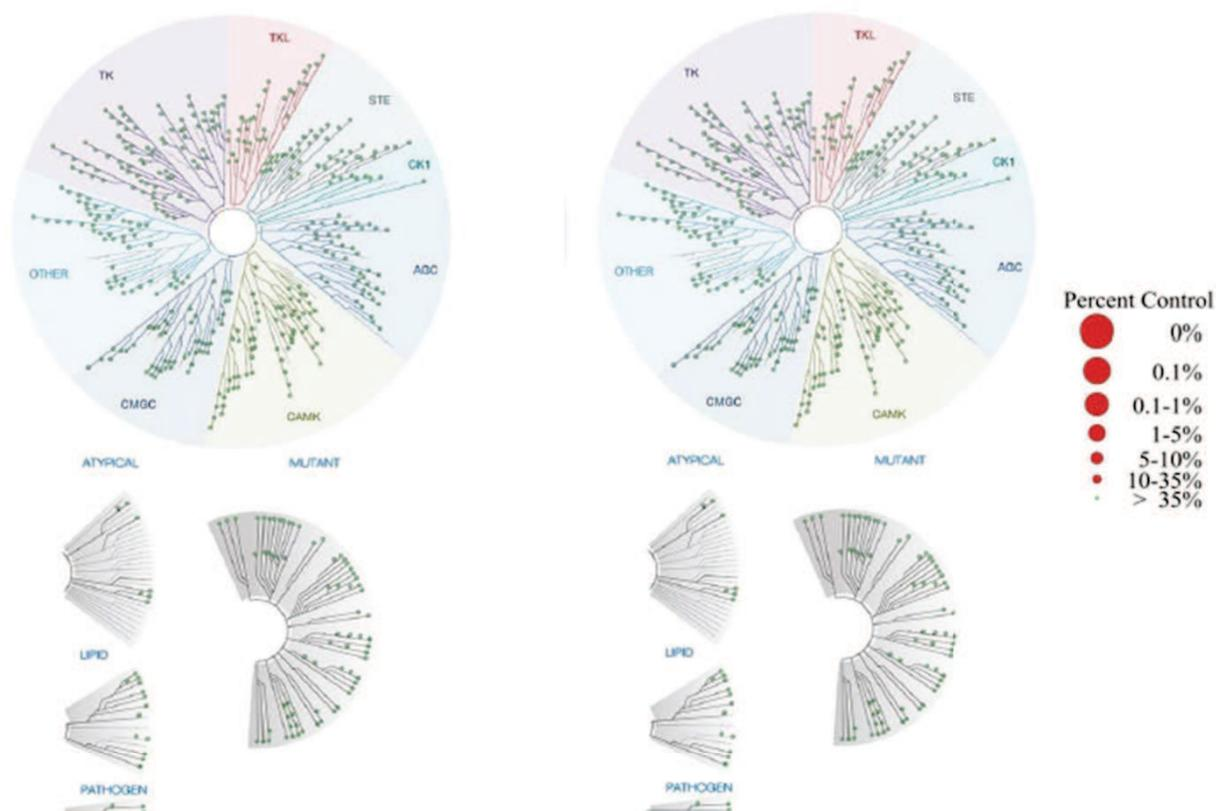 TKL
TK
STE
CK1
AGC
OTHER
CMGC
CAMK
ATYPICAL MUTANT
LIPID
PATHOGEN
TKL
TK
STE
CK1
AGC
OTHER
CMGC
CAMK
ATYPICAL MUTANT
LIPID
PATHOGEN
Percent Control
0%
0.1%
0.1-1%
1-5%
5-10%
10-35%
> 35%